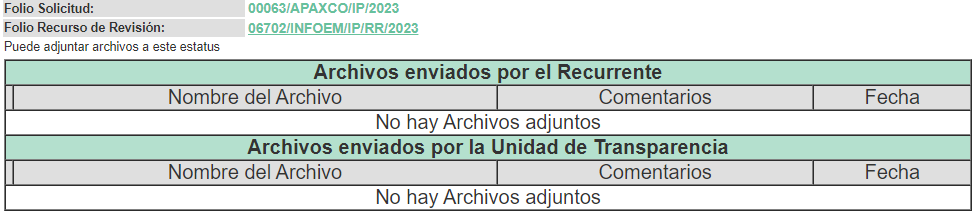 Folio Solicitud: 00063/APAXCO/IP/2023
Folio Recurso de Revisión: 06702/INFOEM/IP/RR/2023
Puede adjuntar archivos a este estatus
Archivos enviados por el Recurrente
Nombre del Archivo Comentarios Fecha
No hay Archivos adjuntos
Archivos enviados por la Unidad de Transparencia
Nombre del Archivo Comentarios Fecha
No hay Archivos adjuntos